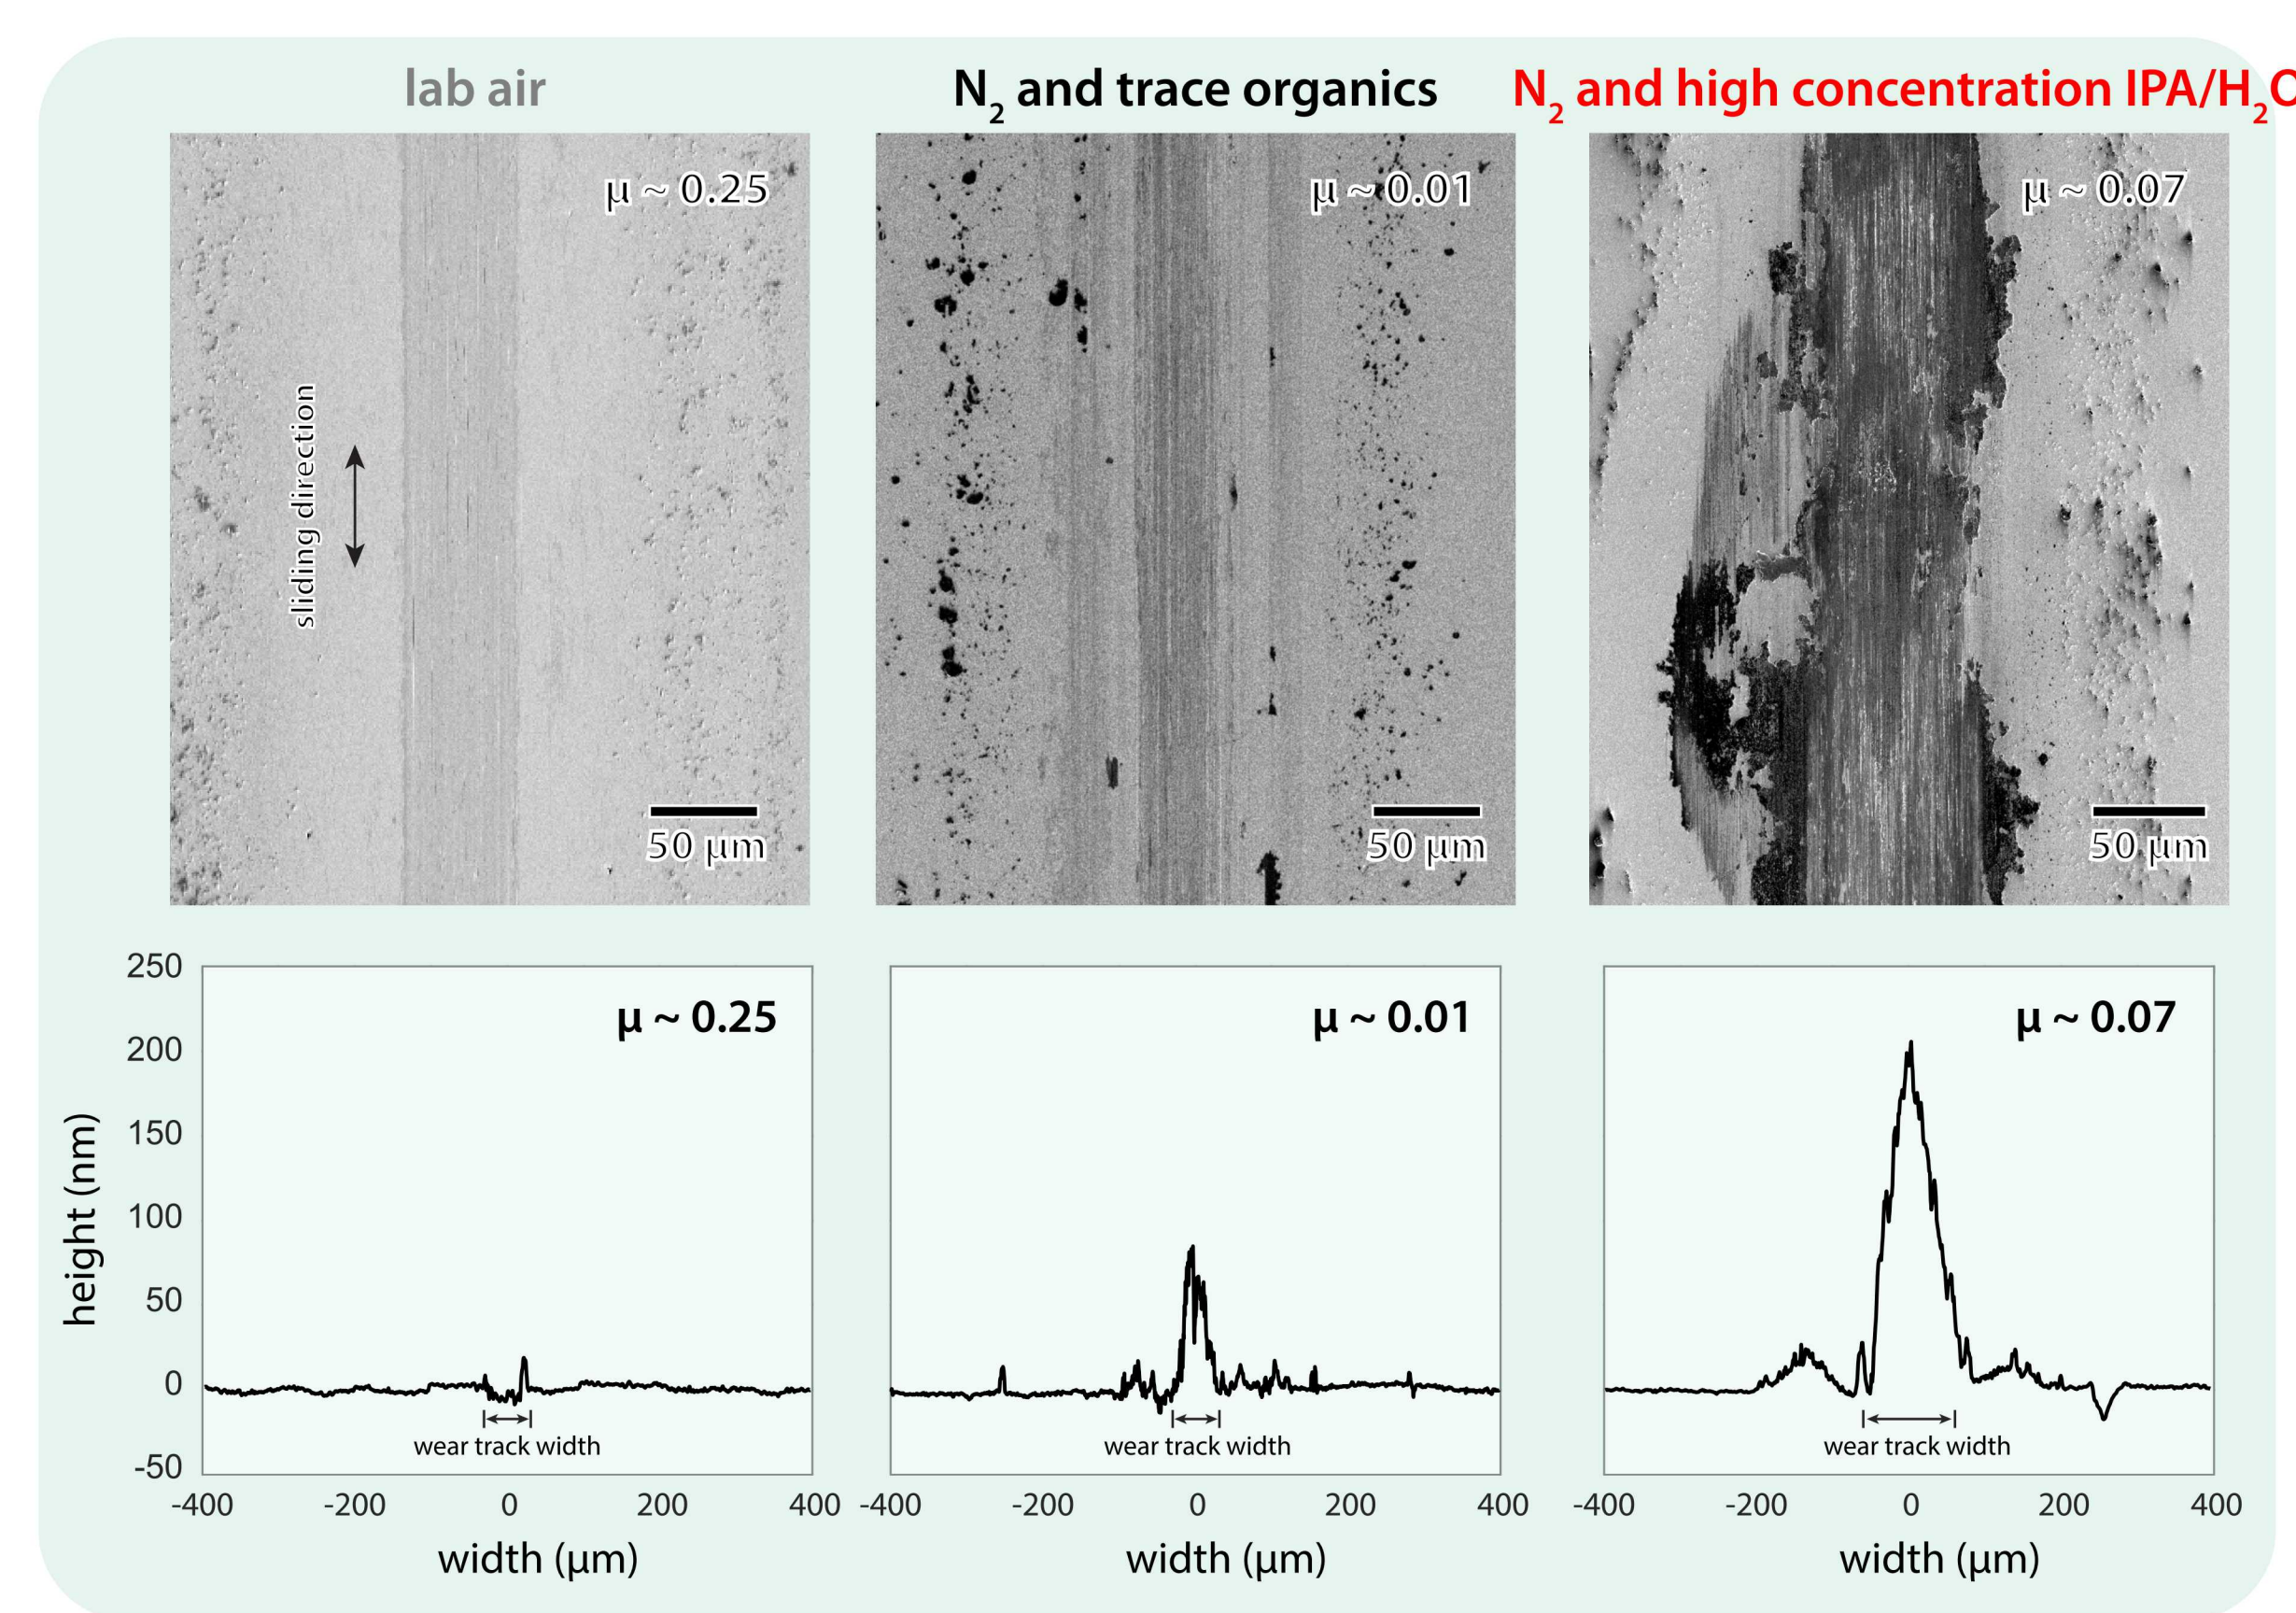 lab air
N₂ and trace organics
N₂ and high concentration IPA/H₂O
μ ~ 0.25
μ ~ 0.01
μ ~ 0.07
sliding direction
50 μm
50 μm
50 μm
height (nm)
250
200
150
100
50
0
-50
μ ~ 0.25
μ ~ 0.01
μ ~ 0.07
wear track width
wear track width
wear track width
-400 -200 0 200 400
-400 -200 0 200 400
-400 -200 0 200 400
width (μm)
width (μm)
width (μm)